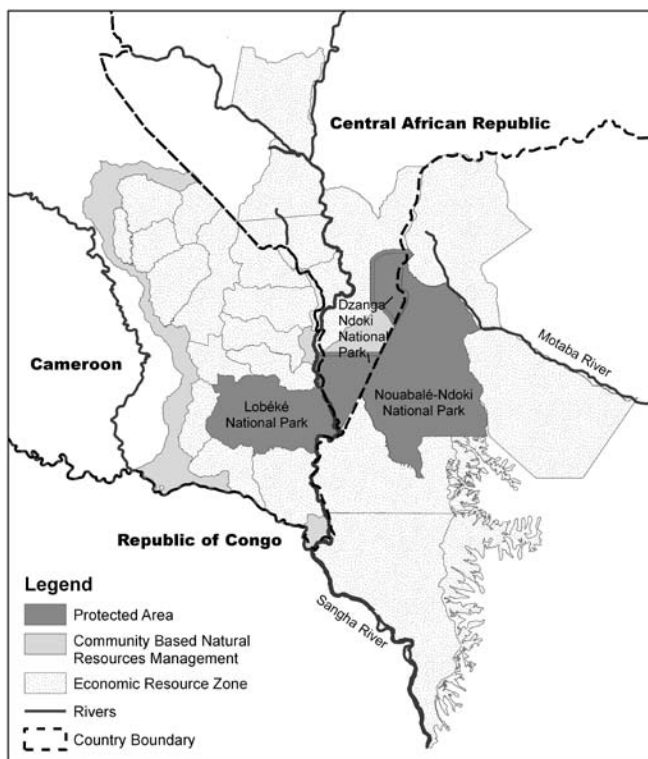 Central African Republic
Dzanga
Ndoki
National
Park
Motaba River
Cameroon
Lobéké
National Park
Nouabalé-Ndoki
National Park
Republic of Congo
Sangha River
Legend
Protected Area
Community Based Natural
Resources Management
Economic Resource Zone
Rivers
Country Boundary